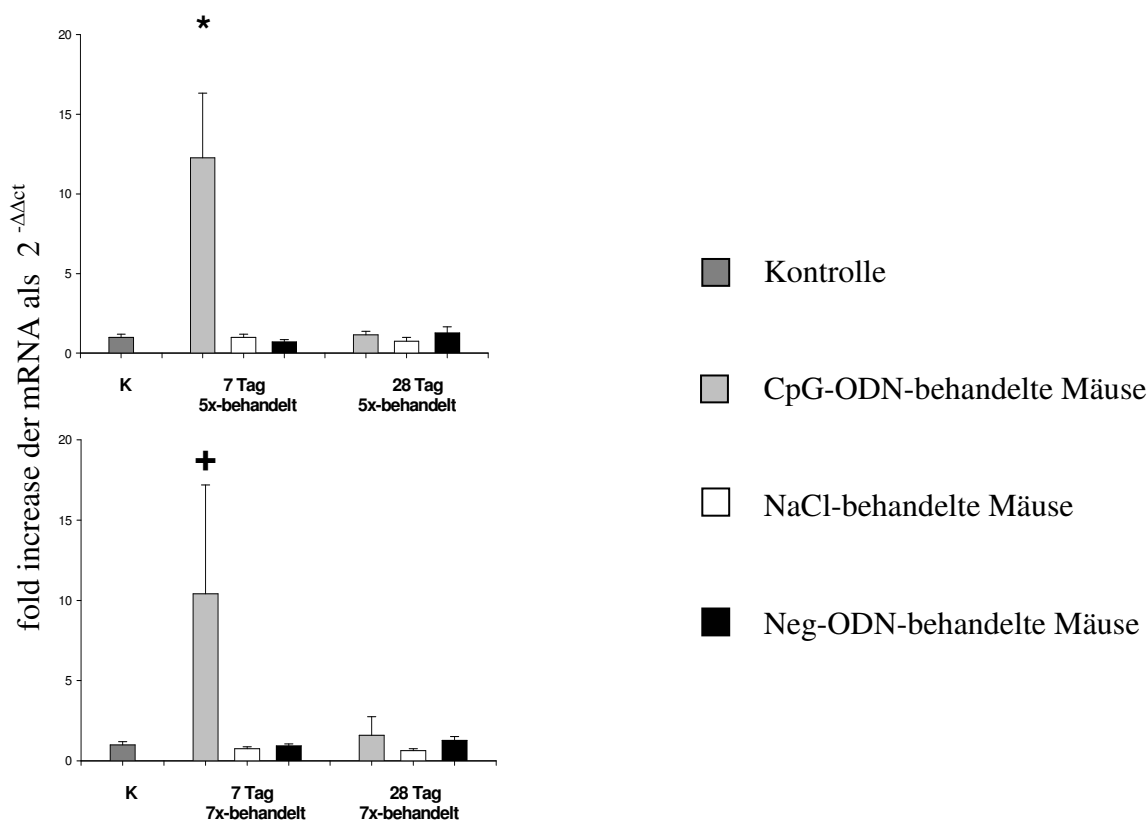 fold increase der mRNA als 2 -ΔΔct
*
20
15
10
5
0
K
7 Tag
5x-behandelt
28 Tag
5x-behandelt
+
20
15
10
5
0
K
7 Tag
7x-behandelt
28 Tag
7x-behandelt
Kontrolle
CpG-ODN-behandelte Mäuse
NaCl-behandelte Mäuse
Neg-ODN-behandelte Mäuse